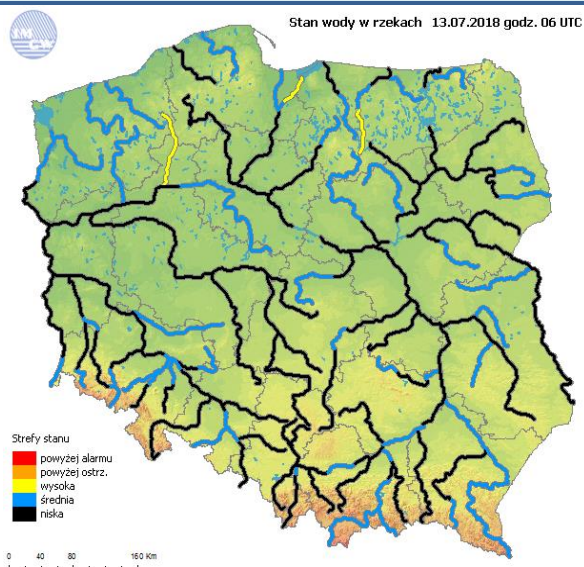 Stan wody w rzekach 13.07.2018 godz. 06 UTC
Strefy stanu
powyżej alarmu
powyżej ostrz.
wysoka
średnia
niska
0 40 80 160 Km